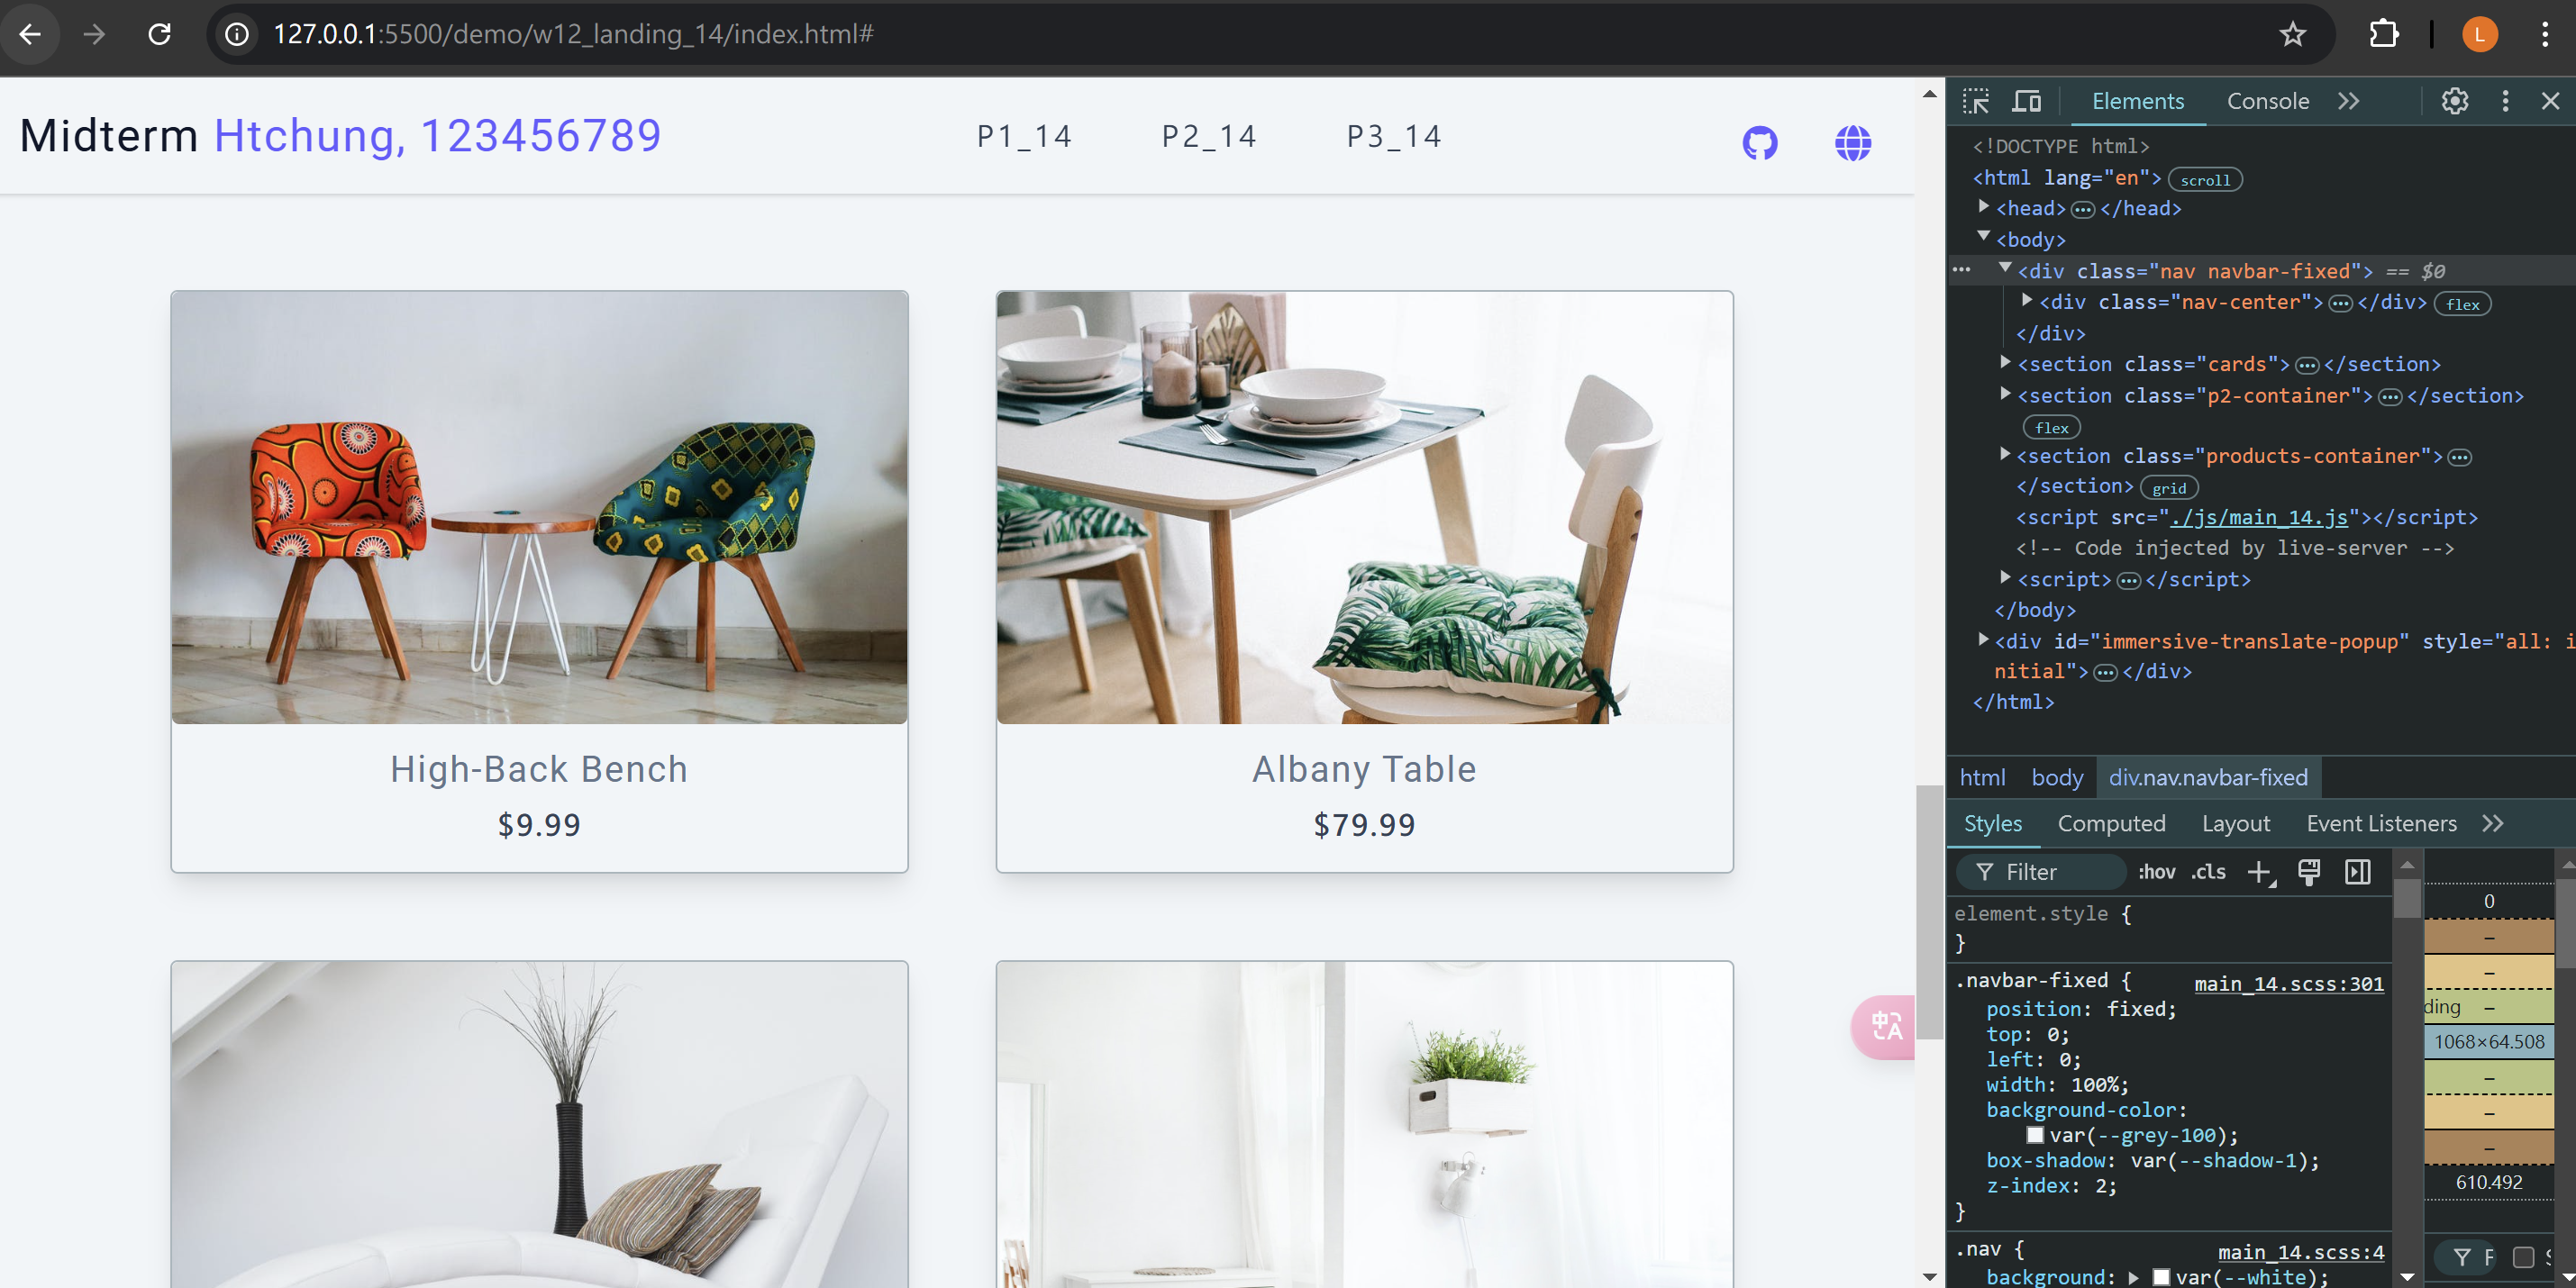 127.0.0.1:5500/demo/w12_landing_14/index.html#
L
Midterm Htchung, 123456789
P1_14
P2_14
P3_14
High-Back Bench
$9.99
Albany Table
$79.99
中A
Elements
Console
<!DOCTYPE html>
<html lang="en"> scroll
<head> ••• </head>
<body>
••• <div class="nav navbar-fixed"> == $0
<div class="nav-center"> ••• </div> flex
</div>
<section class="cards"> ••• </section>
<section class="p2-container"> ••• </section>
flex
<section class="products-container"> •••
</section> grid
<script src="./js/main_14.js"></script>
<!-- Code injected by live-server -->
<script> ••• </script>
</body>
<div id="immersive-translate-popup" style="all: i
nitial"> ••• </div>
</html>
html
body
div.nav.navbar-fixed
Styles
Computed
Layout
Event Listeners
Filter
:hov
.cls
element.style {
}
.navbar-fixed {
main_14.scss:301
position: fixed;
top: 0;
left: 0;
width: 100%;
background-color:
var(--grey-100);
box-shadow: var(--shadow-1);
z-index: 2;
}
.nav {
main_14.scss:4
background: var(--white);
0
–
–
ding –
1068×64.508
–
–
–
610.492
F